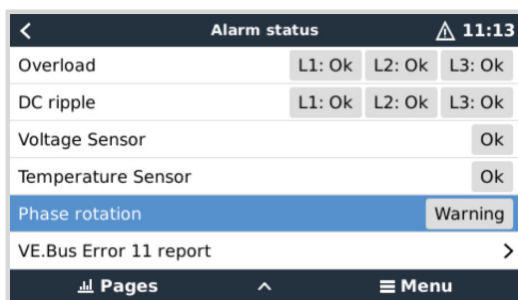 Alarm status 11:13
Overload L1: Ok L2: Ok L3: Ok
DC ripple L1: Ok L2: Ok L3: Ok
Voltage Sensor Ok
Temperature Sensor Ok
Phase rotation Warning
VE.Bus Error 11 report
Pages Menu